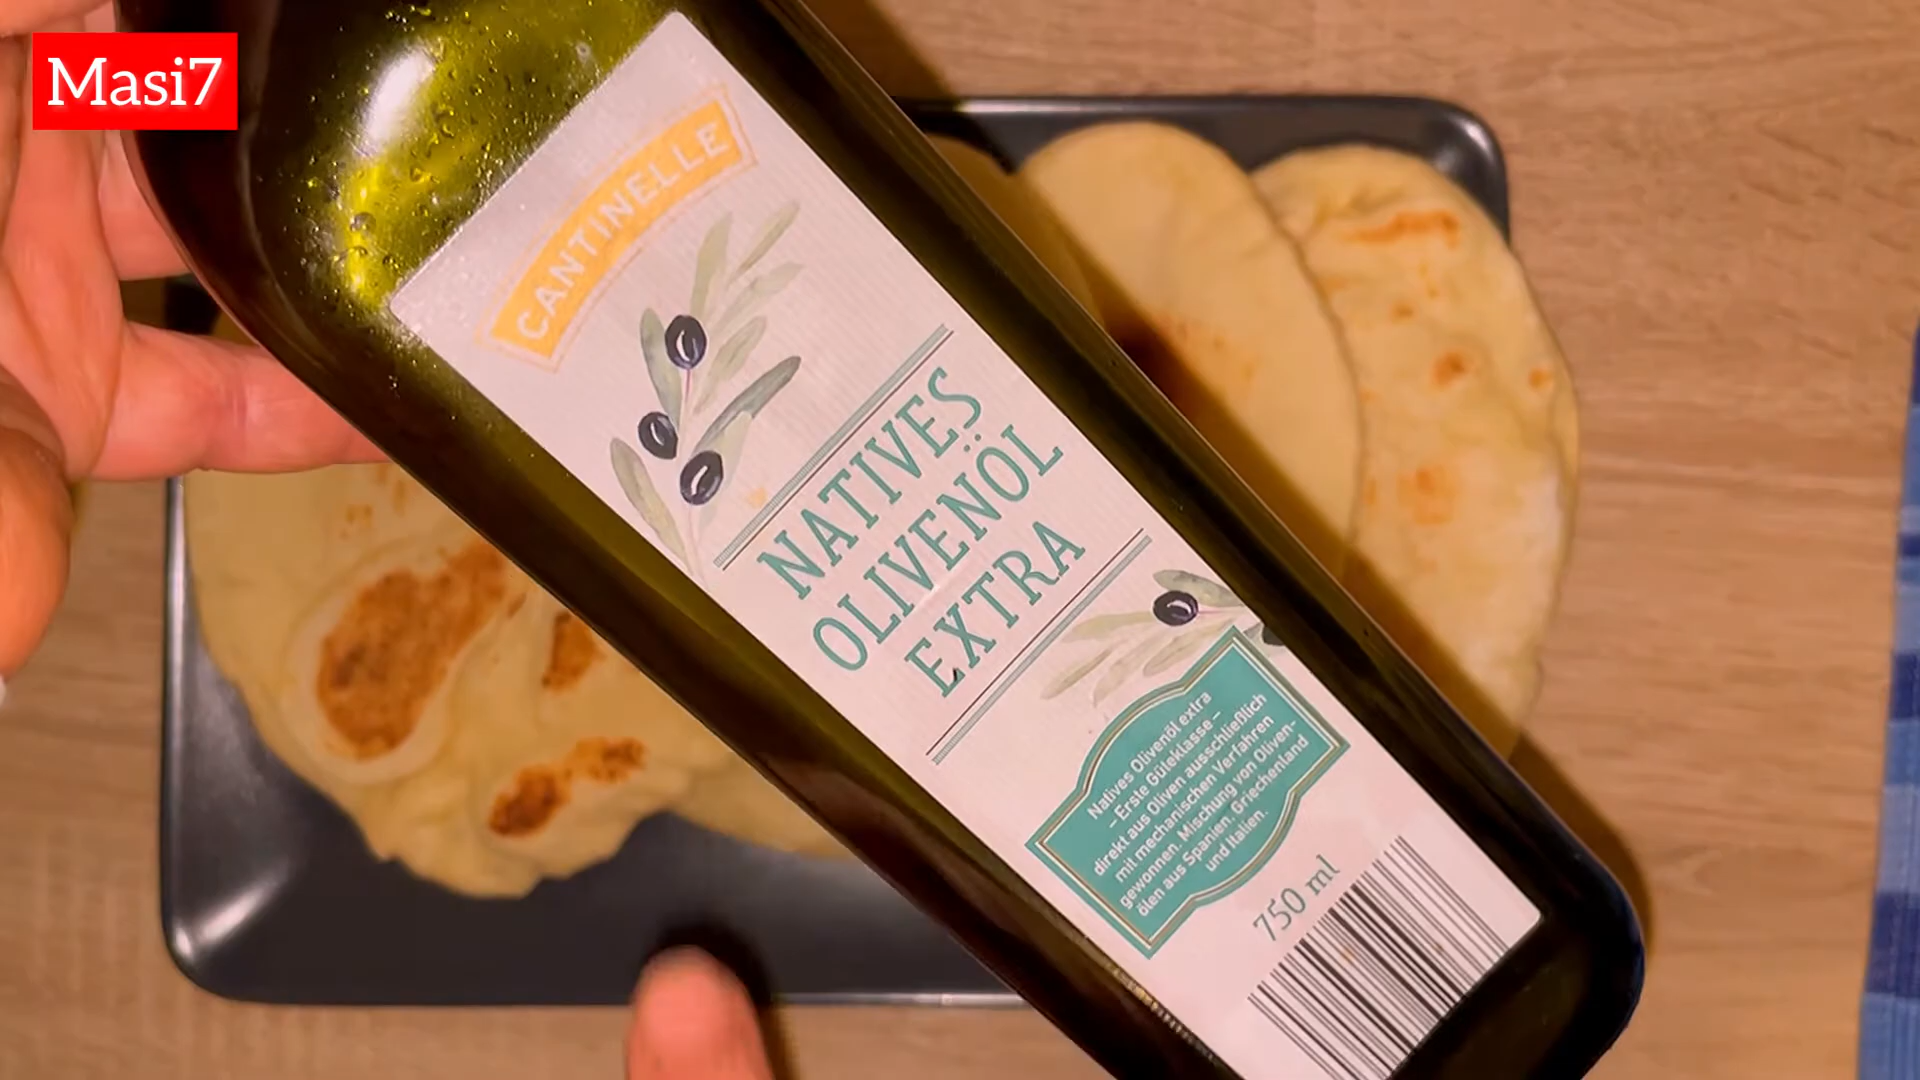 Masi7
CANTINELLE
NATIVES
OLIVENÖL
EXTRA
Natives Olivenöl extra
– Erste Güteklasse –
direkt aus Oliven ausschließlich
mit mechanischen Verfahren
gewonnen. Mischung von Oliven-
ölen aus Spanien, Griechenland
und Italien.
750 ml